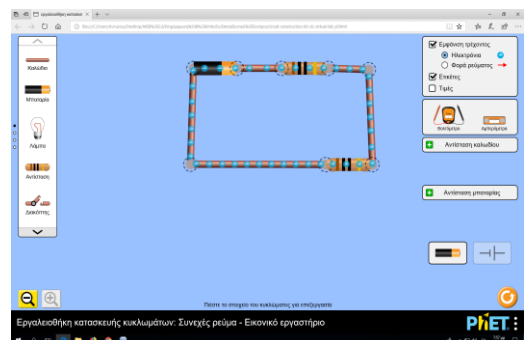 Καλώδιο
Μπαταρία
Λάμπα
Αντίσταση
Διακόπτης
Εμφάνιση τρέχοντος
Ηλεκτρόνια
Φορά ρεύματος
Ετικέτες
Τιμές
Βολτόμετρο
Αμπερόμετρο
Αντίσταση καλωδίου
Αντίσταση μπαταρίας
Πιέστε το στοιχείο του κυκλώματος για επεξεργασία
Εργαλειοθήκη κατασκευής κυκλωμάτων: Συνεχές ρεύμα - Εικονικό εργαστήριο
PhET